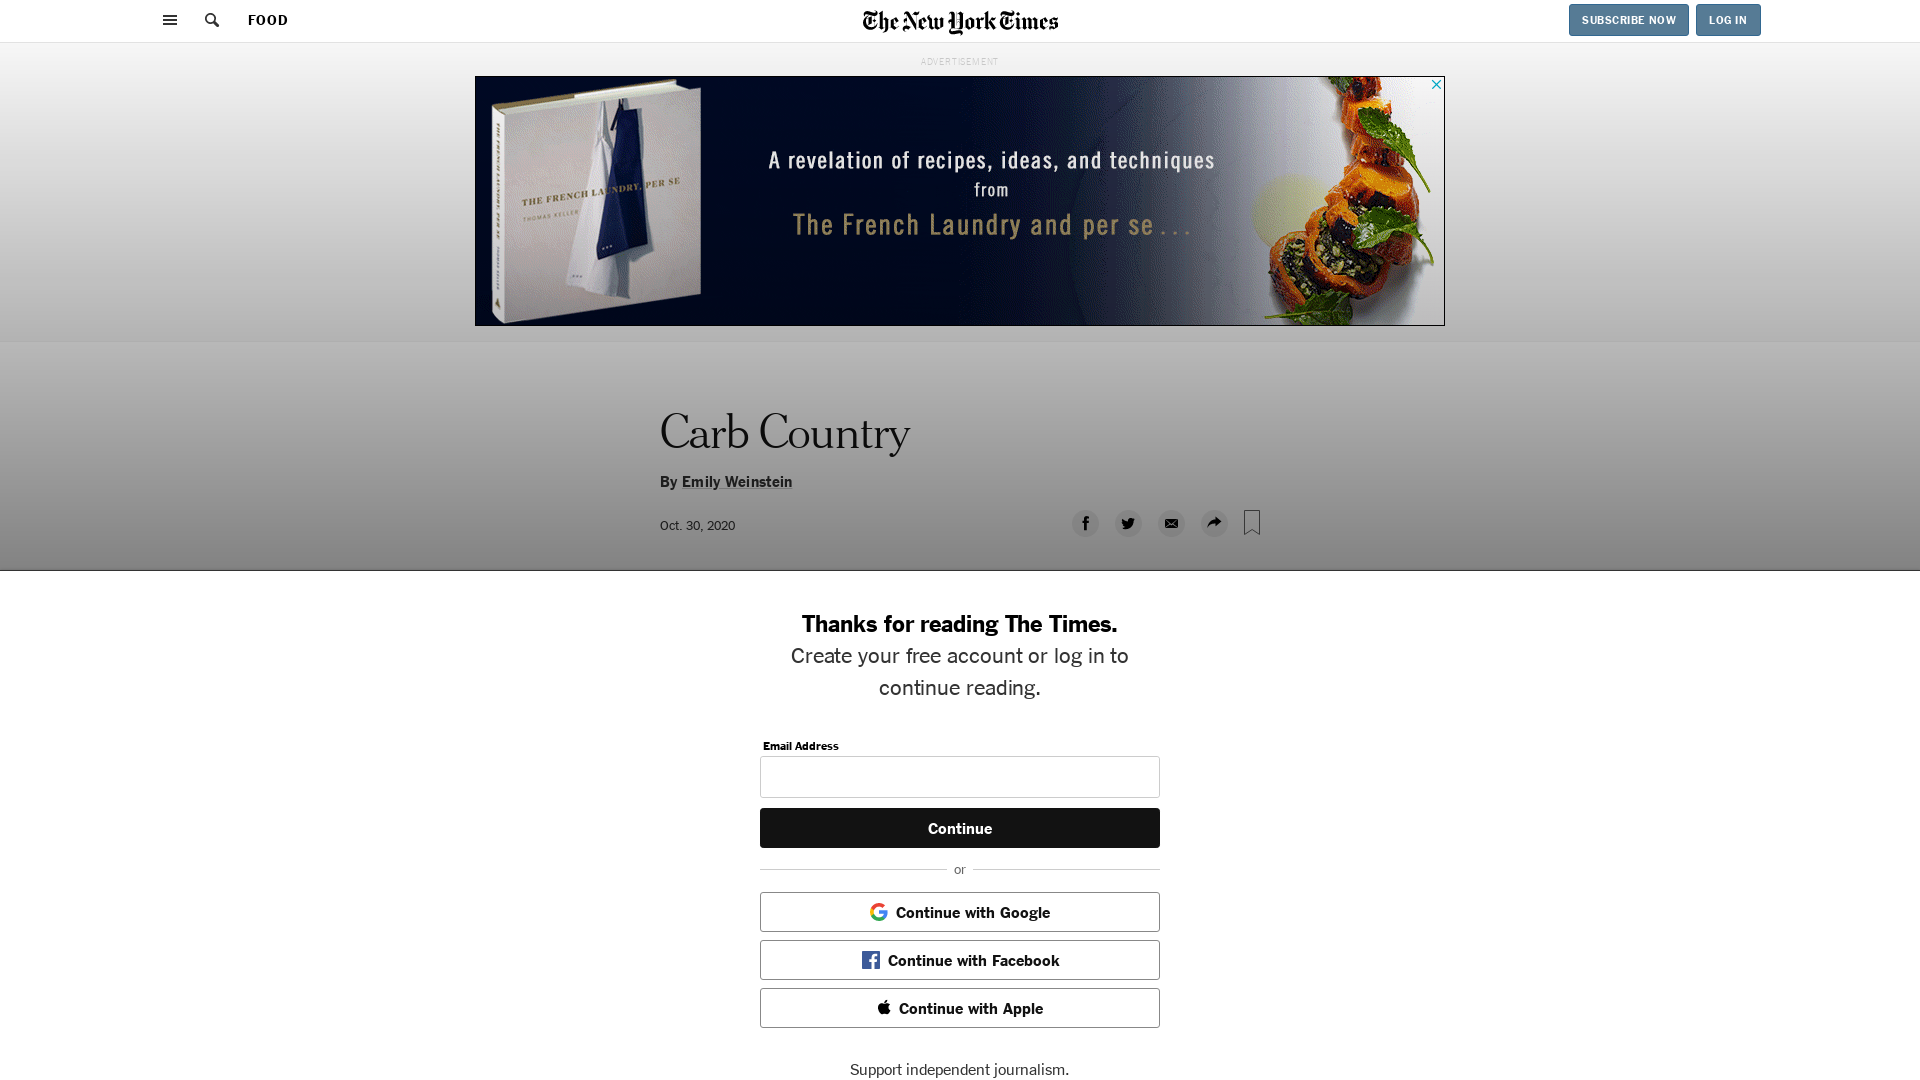 FOOD
The New York Times
SUBSCRIBE NOW
LOG IN
ADVERTISEMENT
THE FRENCH LAUNDRY, PER SE
THOMAS KELLER
A revelation of recipes, ideas, and techniques
from
The French Laundry and per se . . .
Carb Country
By Emily Weinstein
Oct. 30, 2020
Thanks for reading The Times.
Create your free account or log in to
continue reading.
Email Address
Continue
or
Continue with Google
Continue with Facebook
Continue with Apple
Support independent journalism.